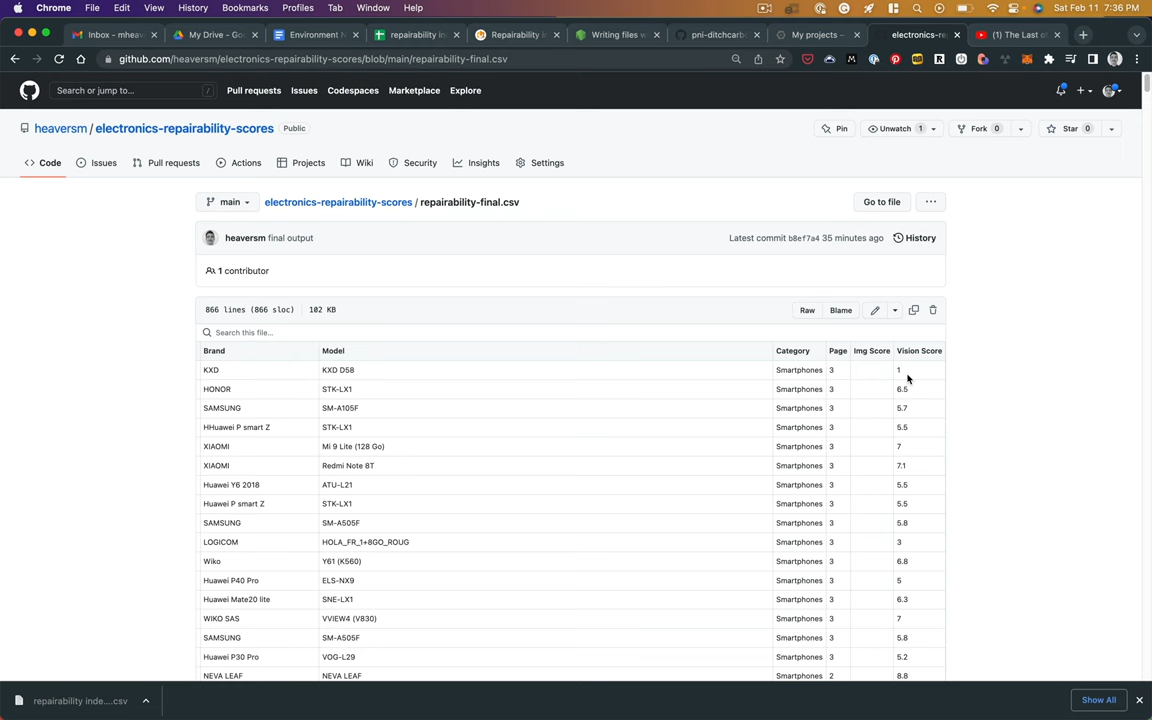 Chrome File Edit View History Bookmarks Profiles Tab Window Help Sat Feb 11 7:36 PM
Inbox - mheav My Drive - Goo Environment N repairability in Repairability in Writing files w pni-ditchcarbo My projects – electronics-rep (1) The Last of
github.com/heaversm/electronics-repairability-scores/blob/main/repairability-final.csv
Search or jump to... / Pull requests Issues Codespaces Marketplace Explore
heaversm / electronics-repairability-scores Public Pin Unwatch 1 Fork 0 Star 0
Code Issues Pull requests Actions Projects Wiki Security Insights Settings
main electronics-repairability-scores / repairability-final.csv Go to file ...
heaversm final output Latest commit b8ef7a4 35 minutes ago History
1 contributor
866 lines (866 sloc) 102 KB Raw Blame
Search this file...
Brand Model Category Page Img Score Vision Score
KXD KXD D58 Smartphones 3 1
HONOR STK-LX1 Smartphones 3 6.5
SAMSUNG SM-A105F Smartphones 3 5.7
HHuawei P smart Z STK-LX1 Smartphones 3 5.5
XIAOMI Mi 9 Lite (128 Go) Smartphones 3 7
XIAOMI Redmi Note 8T Smartphones 3 7.1
Huawei Y6 2018 ATU-L21 Smartphones 3 5.5
Huawei P smart Z STK-LX1 Smartphones 3 5.5
SAMSUNG SM-A505F Smartphones 3 5.8
LOGICOM HOLA_FR_1+8GO_ROUG Smartphones 3 3
Wiko Y61 (K560) Smartphones 3 6.8
Huawei P40 Pro ELS-NX9 Smartphones 3 5
Huawei Mate20 lite SNE-LX1 Smartphones 3 6.3
WIKO SAS VVIEW4 (V830) Smartphones 3 7
SAMSUNG SM-A505F Smartphones 3 5.8
Huawei P30 Pro VOG-L29 Smartphones 3 5.2
NEVA LEAF NEVA LEAF Smartphones 2 8.8
repairability inde....csv Show All